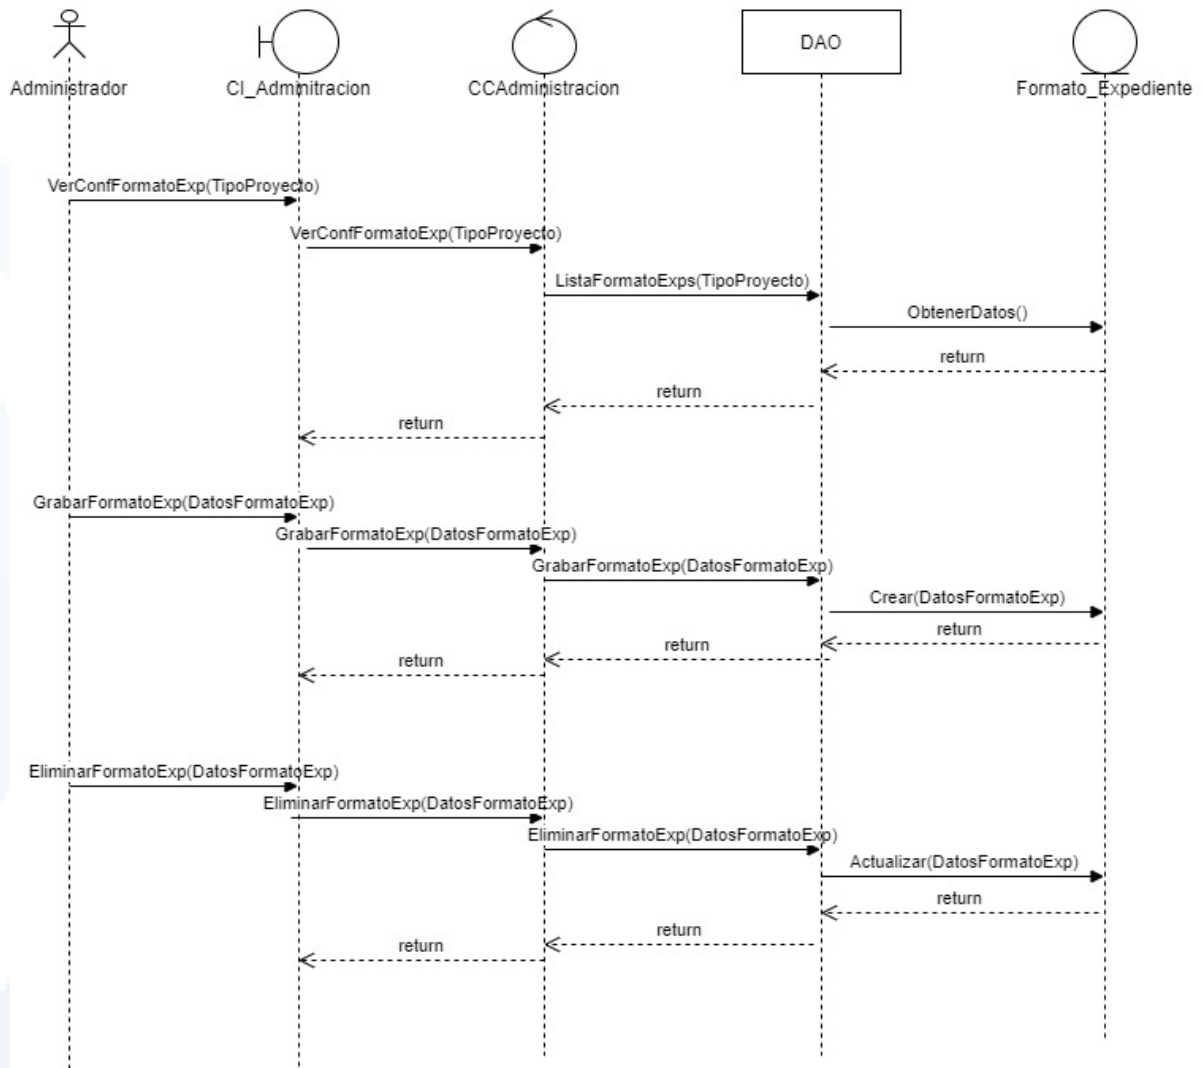 DAO
Administrador
CI_Adminitracion
CCAdministracion
Formato_Expediente
VerConfFormatoExp(TipoProyecto)
VerConfFormatoExp(TipoProyecto)
ListaFormatoExps(TipoProyecto)
ObtenerDatos()
return
return
return
GrabarFormatoExp(DatosFormatoExp)
GrabarFormatoExp(DatosFormatoExp)
GrabarFormatoExp(DatosFormatoExp)
Crear(DatosFormatoExp)
return
return
return
EliminarFormatoExp(DatosFormatoExp)
EliminarFormatoExp(DatosFormatoExp)
EliminarFormatoExp(DatosFormatoExp)
Actualizar(DatosFormatoExp)
return
return
return